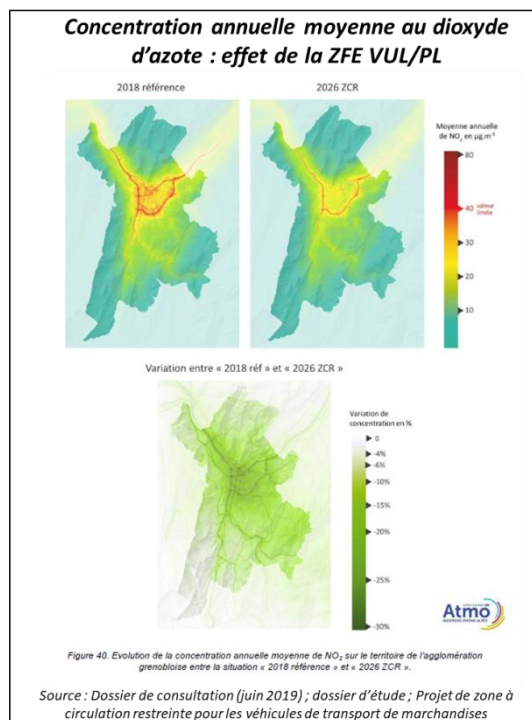 Concentration annuelle moyenne au dioxyde
d'azote : effet de la ZFE VUL/PL
2018 référence
2026 ZCR
Moyenne annuelle
de NO₂ en µg.m⁻³
80
40 valeur
limite
30
20
10
Variation entre « 2018 réf » et « 2026 ZCR »
Variation de
concentration en %
0
-4%
-6%
-10%
-15%
-20%
-25%
-30%
Atmo
AUVERGNE-RHÔNE-ALPES
Figure 40. Evolution de la concentration annuelle moyenne de NO₂ sur le territoire de l'agglomération
grenobloise entre la situation « 2018 référence » et « 2026 ZCR ».
Source : Dossier de consultation (juin 2019) ; dossier d'étude ; Projet de zone à
circulation restreinte pour les véhicules de transport de marchandises